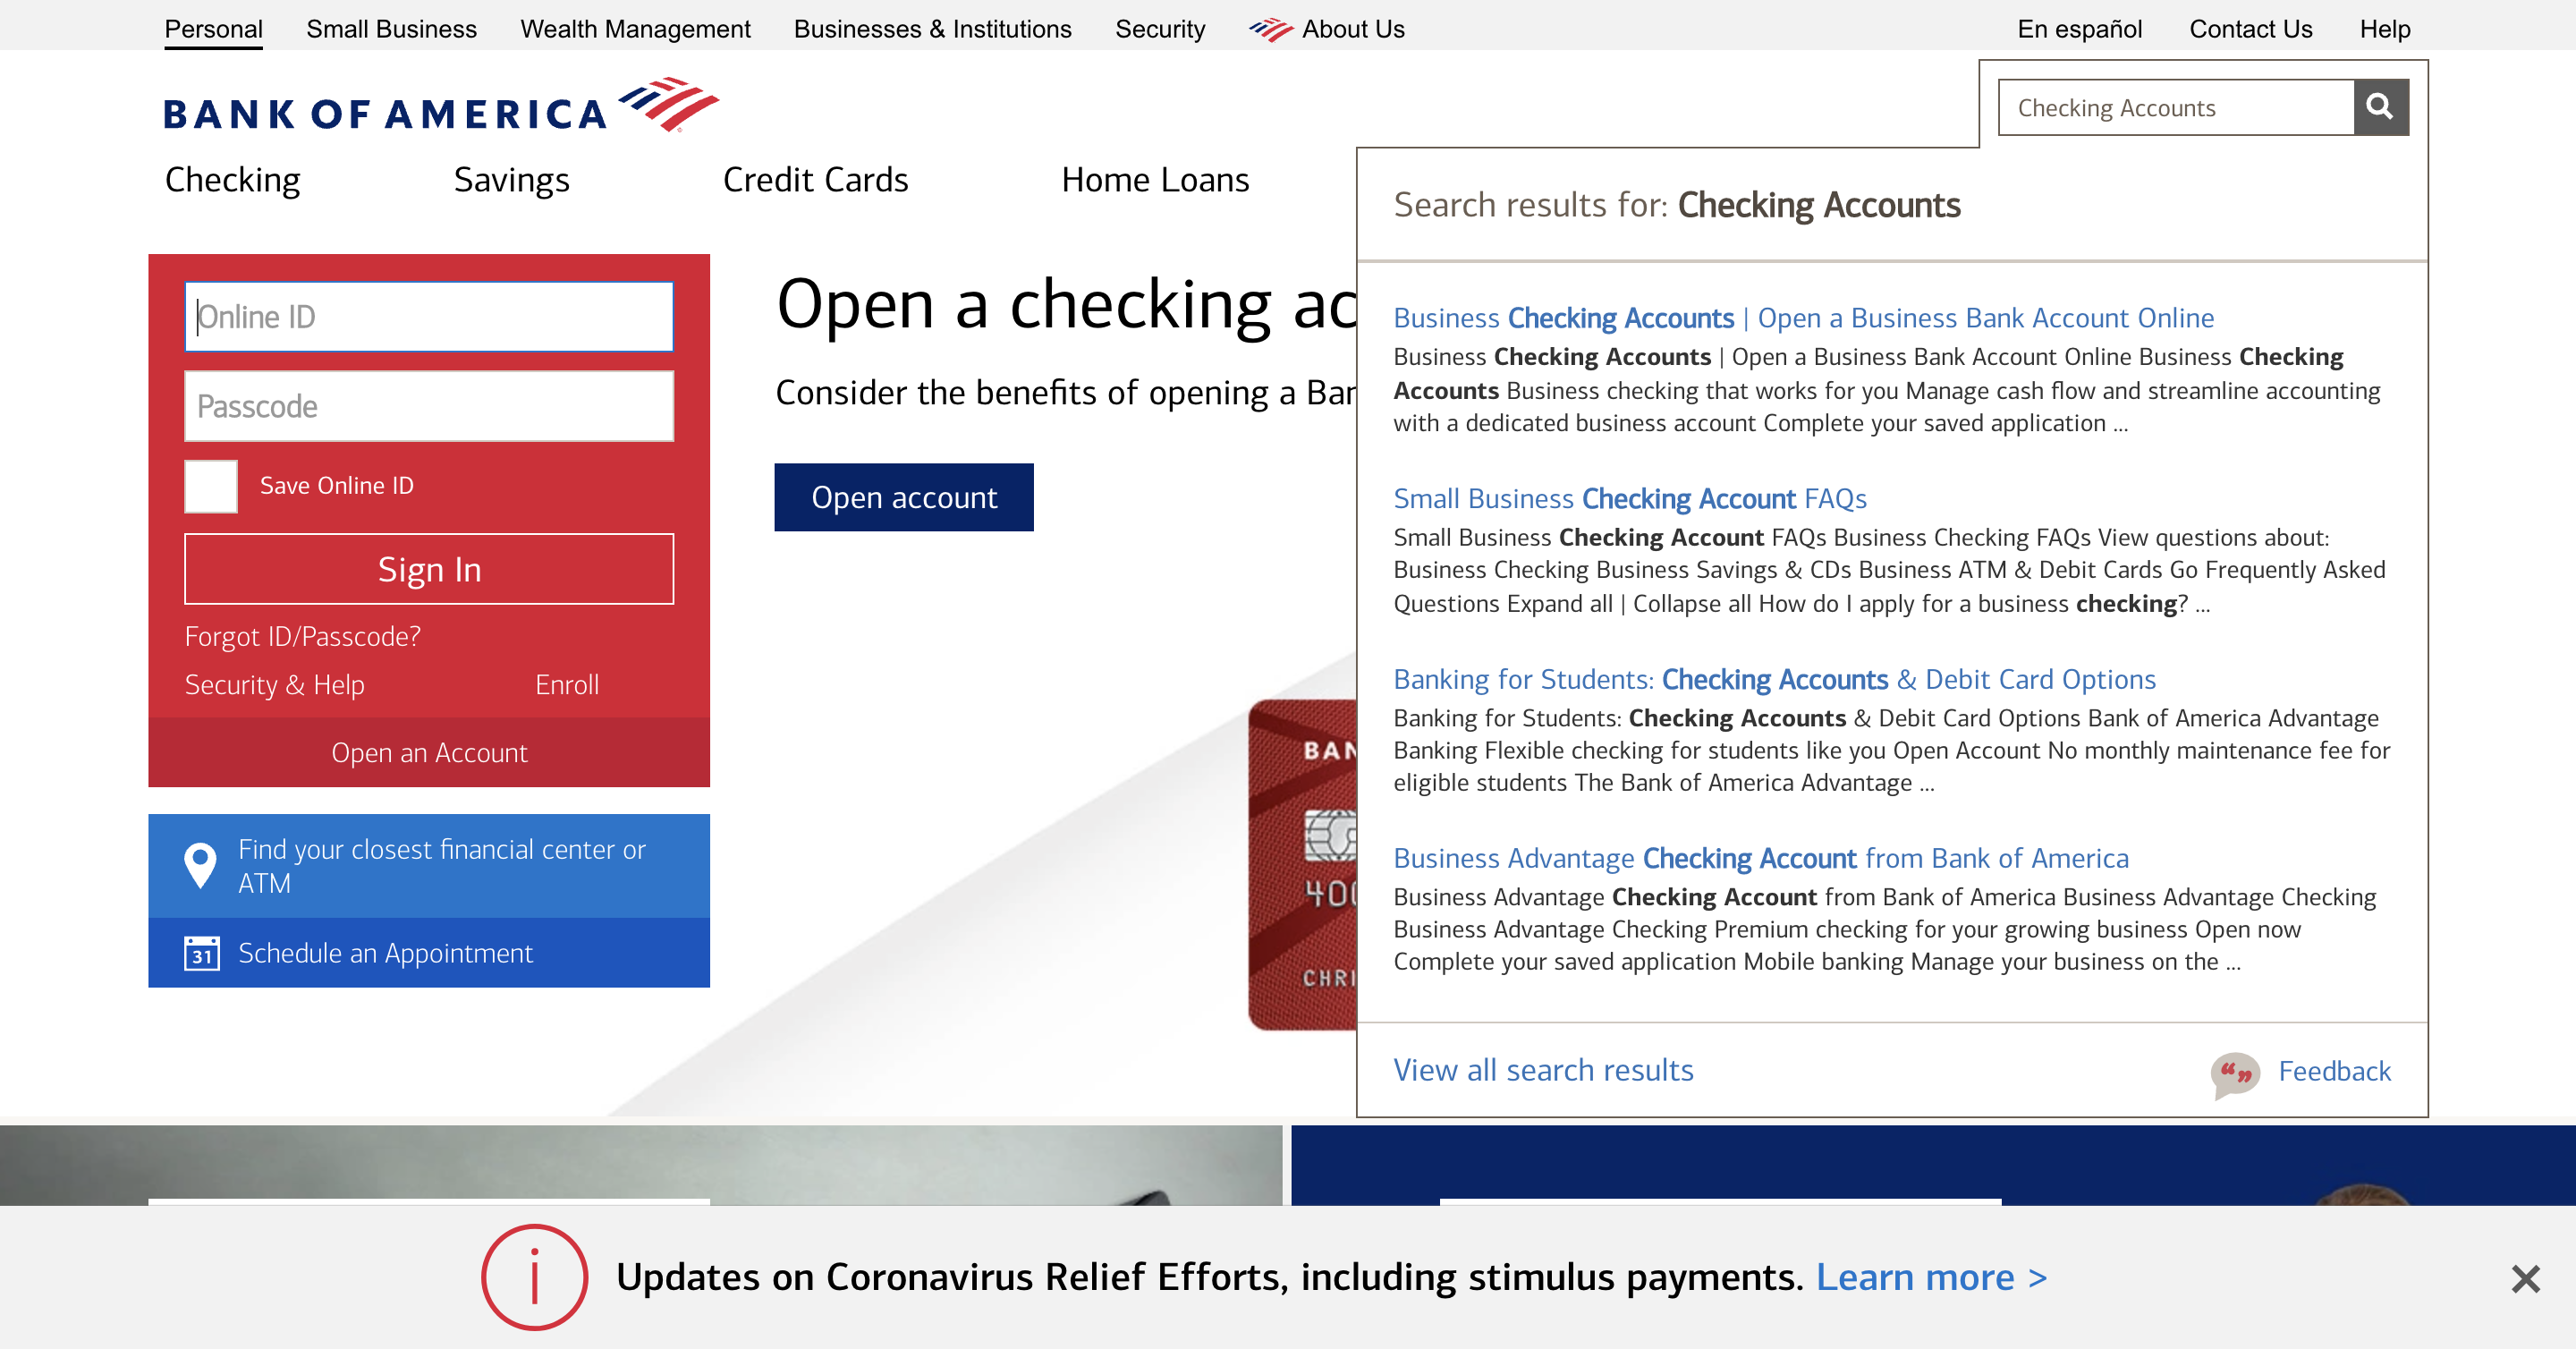 Personal Small Business Wealth Management Businesses & Institutions Security About Us En español Contact Us Help
BANK OF AMERICA
Checking Accounts
Checking Savings Credit Cards Home Loans
Search results for: Checking Accounts
Online ID
Passcode
Save Online ID
Sign In
Forgot ID/Passcode?
Security & Help Enroll
Open an Account
Find your closest financial center or
ATM
31 Schedule an Appointment
Open a checking ac
Consider the benefits of opening a Ban
Open account
BAN
400
CHRI
Business Checking Accounts | Open a Business Bank Account Online
Business Checking Accounts | Open a Business Bank Account Online Business Checking
Accounts Business checking that works for you Manage cash flow and streamline accounting
with a dedicated business account Complete your saved application ...
Small Business Checking Account FAQs
Small Business Checking Account FAQs Business Checking FAQs View questions about:
Business Checking Business Savings & CDs Business ATM & Debit Cards Go Frequently Asked
Questions Expand all | Collapse all How do I apply for a business checking? ...
Banking for Students: Checking Accounts & Debit Card Options
Banking for Students: Checking Accounts & Debit Card Options Bank of America Advantage
Banking Flexible checking for students like you Open Account No monthly maintenance fee for
eligible students The Bank of America Advantage ...
Business Advantage Checking Account from Bank of America
Business Advantage Checking Account from Bank of America Business Advantage Checking
Business Advantage Checking Premium checking for your growing business Open now
Complete your saved application Mobile banking Manage your business on the ...
View all search results Feedback
Updates on Coronavirus Relief Efforts, including stimulus payments. Learn more >